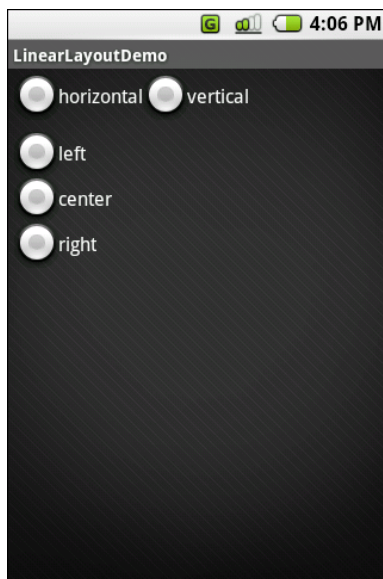 G 4:06 PM
LinearLayoutDemo
horizontal vertical
left
center
right